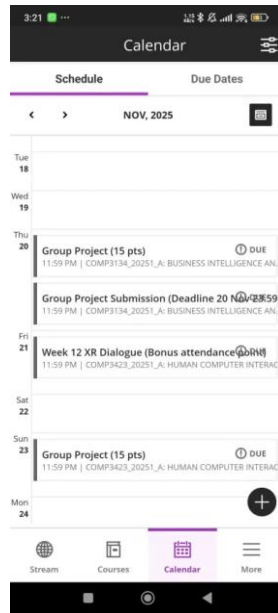 3:21
Calendar
Schedule
Due Dates
NOV, 2025
Tue
18
Wed
19
Thu
20
Group Project (15 pts)
DUE
11:59 PM | COMP3134_20251_A: BUSINESS INTELLIGENCE AN.
Group Project Submission (Deadline 20 Nov 23:59
11:59 PM | COMP3134_20251_A: BUSINESS INTELLIGENCE AN.
Fri
21
Week 12 XR Dialogue (Bonus attendance point)
DUE
11:59 PM | COMP3423_20251_A: HUMAN COMPUTER INTERAC
Sat
22
Sun
23
Group Project (15 pts)
DUE
11:59 PM | COMP3423_20251_A: HUMAN COMPUTER INTERAC
Mon
24
Stream
Courses
Calendar
More